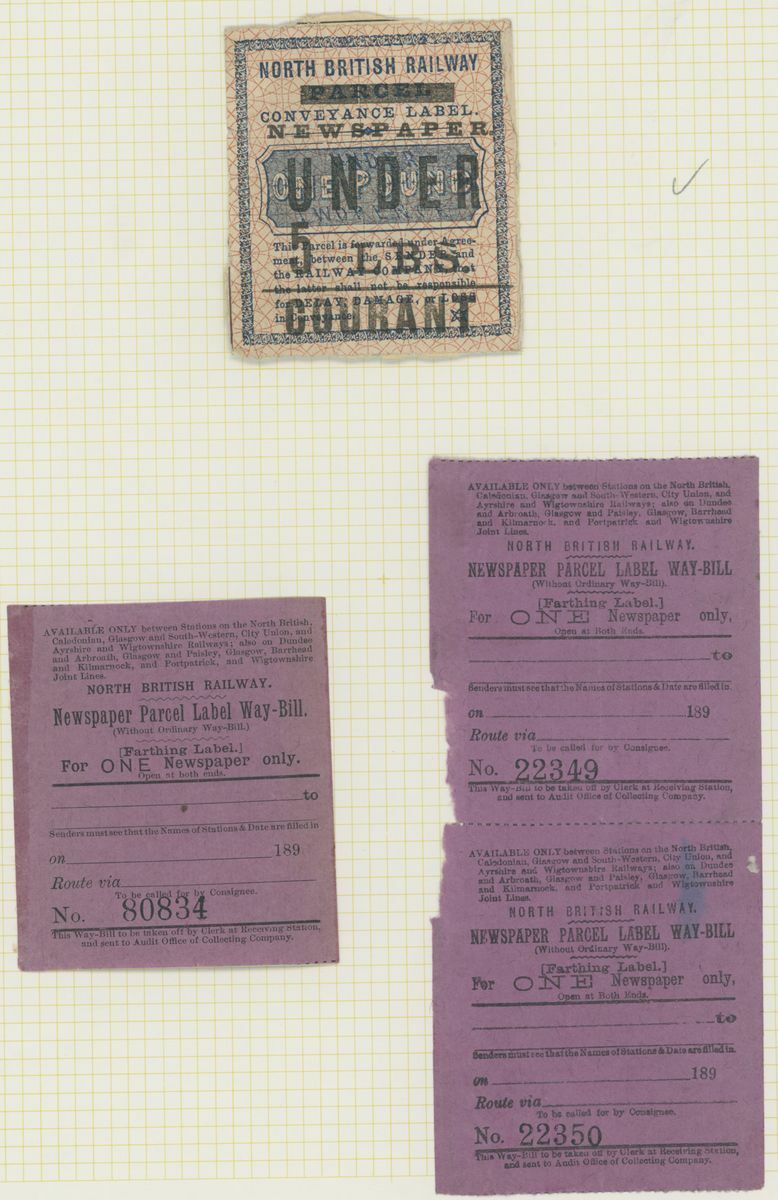 NORTH BRITISH RAILWAY
PARCEL
CONVEYANCE LABEL.
NEWSPAPER.
UNDER
ONE POUND
5 LBS.
This Parcel is forwarded under Agree-
ment, between the SENDER and
the RAILWAY COMPANY, that
the latter shall not be responsible
for DELAY, DAMAGE, or LOSS
in Conveyance.
COURANT
AVAILABLE ONLY between Stations on the North British,
Caledonian, Glasgow and South-Western, City Union, and
Ayrshire and Wigtownshire Railways; also on Dundee
and Arbroath, Glasgow and Paisley, Glasgow, Barrhead
and Kilmarnock, and Portpatrick, and Wigtownshire
Joint Lines.
NORTH BRITISH RAILWAY.
Newspaper Parcel Label Way-Bill.
(Without Ordinary Way-Bill.)
[Farthing Label.]
For ONE Newspaper only.
Open at both ends.
to
Senders must see that the Names of Stations & Date are filled in
on 189
Route via
To be called for by Consignee.
No. 80834
This Way-Bill to be taken off by Clerk at Receiving Station,
and sent to Audit Office of Collecting Company.
AVAILABLE ONLY between Stations on the North British,
Caledonian, Glasgow and South-Western, City Union, and
Ayrshire and Wigtownshire Railways; also on Dundee
and Arbroath, Glasgow and Paisley, Glasgow, Barrhead
and Kilmarnock, and Portpatrick and Wigtownshire
Joint Lines.
NORTH BRITISH RAILWAY.
NEWSPAPER PARCEL LABEL WAY-BILL
(Without Ordinary Way-Bill).
[Farthing Label.]
For ONE Newspaper only,
Open at Both Ends.
to
Senders must see that the Names of Stations & Date are filled in.
on 189
Route via
To be called for by Consignee.
No. 22349
This Way-Bill to be taken off by Clerk at Receiving Station,
and sent to Audit Office of Collecting Company.
AVAILABLE ONLY between Stations on the North British,
Caledonian, Glasgow and South-Western, City Union, and
Ayrshire and Wigtownshire Railways; also on Dundee
and Arbroath, Glasgow and Paisley, Glasgow, Barrhead
and Kilmarnock, and Portpatrick and Wigtownshire
Joint Lines.
NORTH BRITISH RAILWAY.
NEWSPAPER PARCEL LABEL WAY-BILL
(Without Ordinary Way-Bill).
[Farthing Label.]
For ONE Newspaper only,
Open at Both Ends.
to
Senders must see that the Names of Stations & Date are filled in.
on 189
Route via
To be called for by Consignee.
No. 22350
This Way-Bill to be taken off by Clerk at Receiving Station,
and sent to Audit Office of Collecting Company.